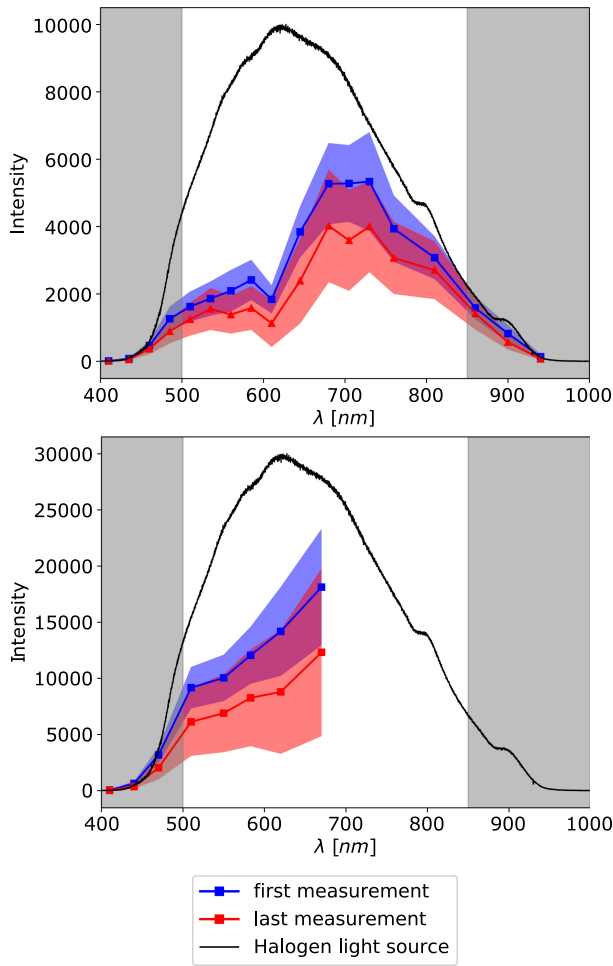 10000
8000
6000
4000
2000
0
Intensity
400 500 600 700 800 900 1000
λ [nm]
30000
25000
20000
15000
10000
5000
0
Intensity
400 500 600 700 800 900 1000
λ [nm]
first measurement
last measurement
Halogen light source